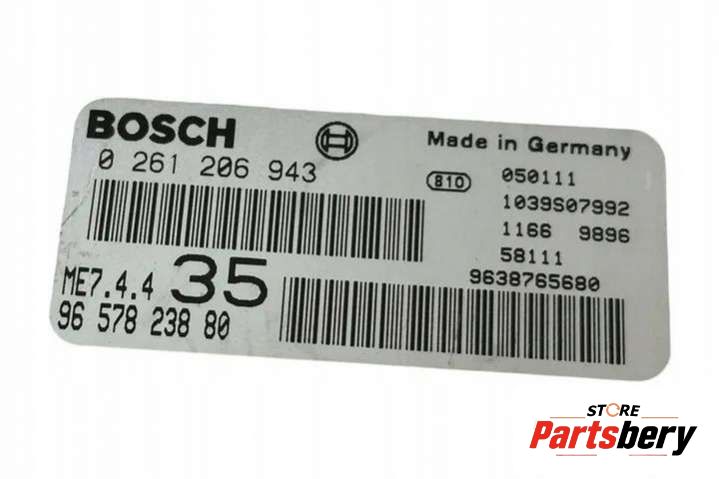 BOSCH
Made in Germany
0 261 206 943
810
050111
1039S07992
1166 9896
58111
9638765680
ME7.4.4 35
96 578 238 80
STORE
Partsbery